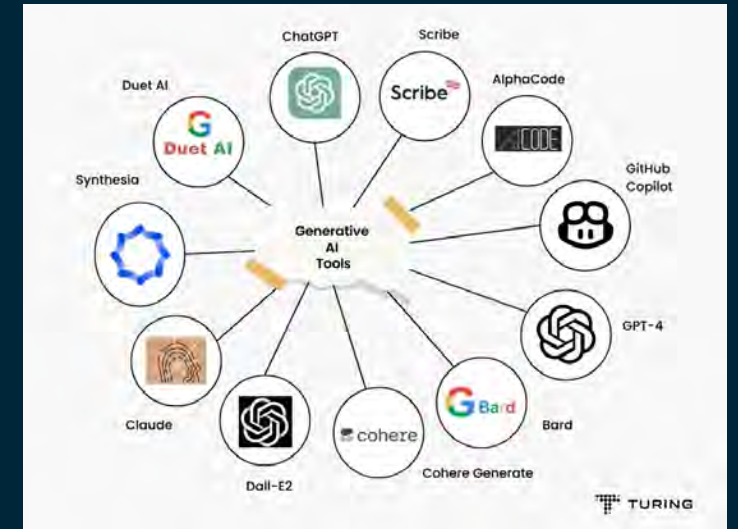 ChatGPT
Scribe
Scribe
AlphaCode
CODE
Duet AI
G
Duet AI
GitHub
Copilot
Synthesia
Generative
AI
Tools
GPT-4
Claude
Dall-E2
cohere
Cohere Generate
G Bard
Bard
TURING